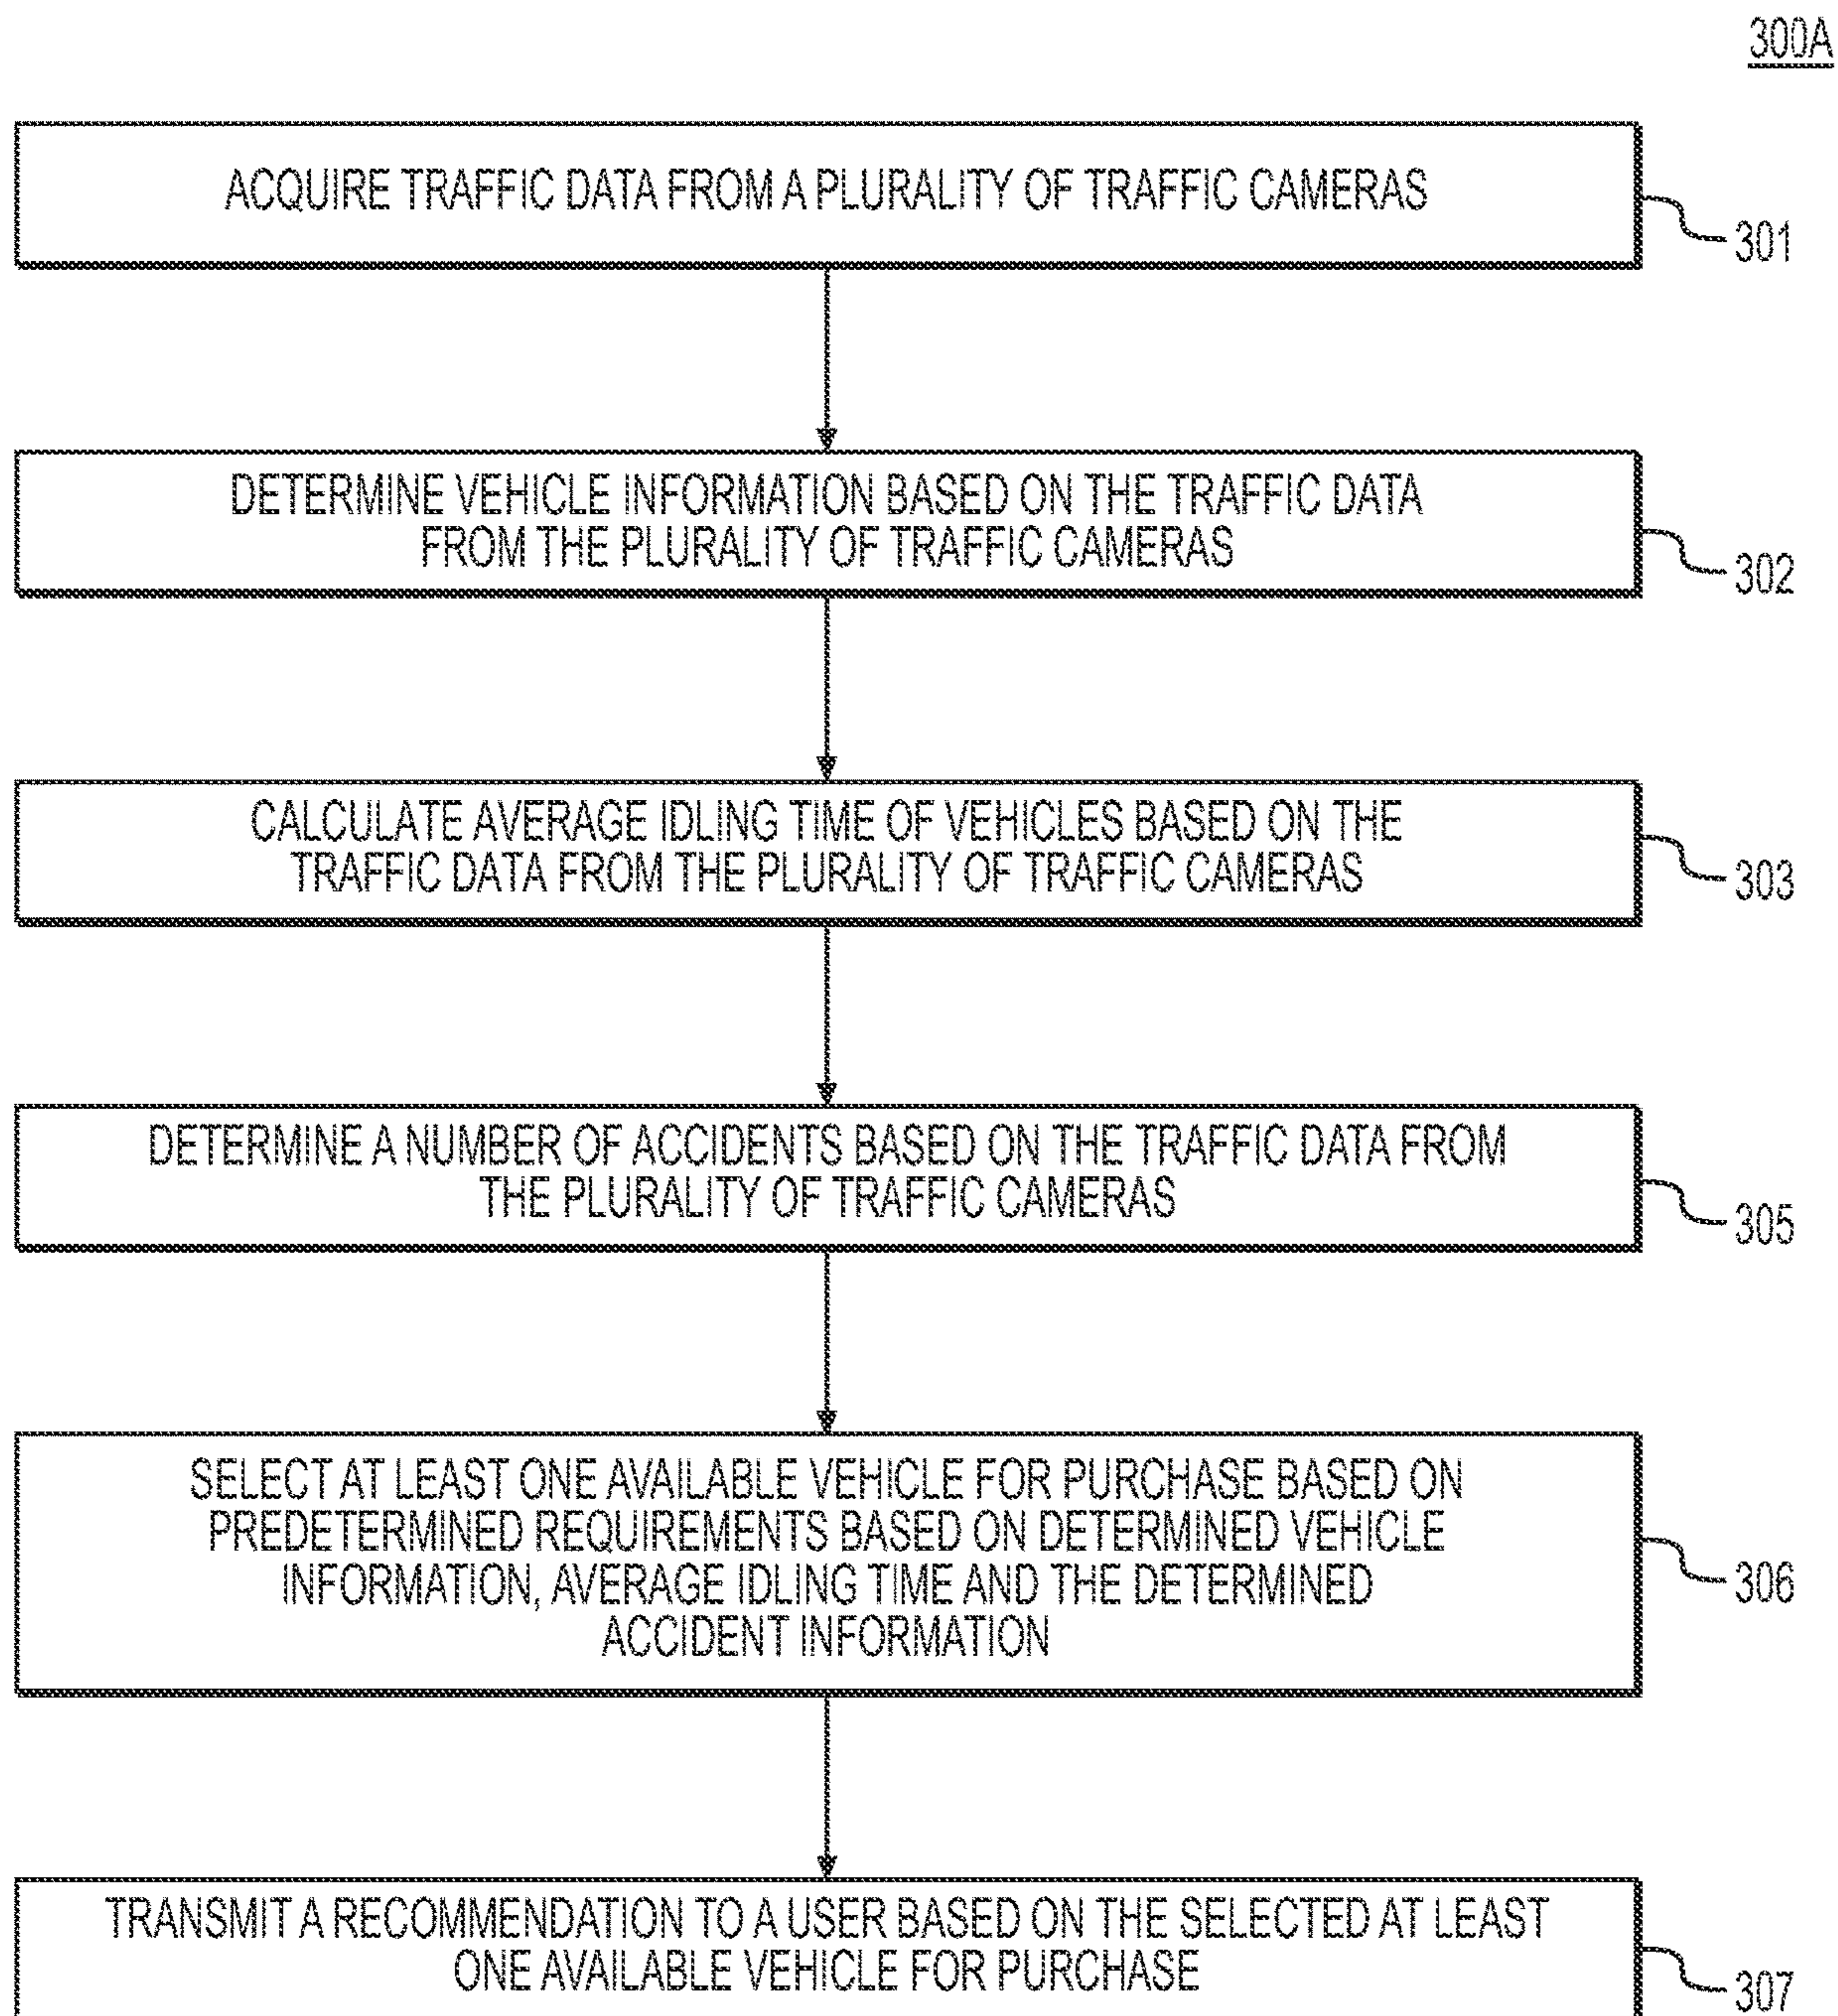 300A
ACQUIRE TRAFFIC DATA FROM A PLURALITY OF TRAFFIC CAMERAS
301
DETERMINE VEHICLE INFORMATION BASED ON THE TRAFFIC DATA
FROM THE PLURALITY OF TRAFFIC CAMERAS
302
CALCULATE AVERAGE IDLING TIME OF VEHICLES BASED ON THE
TRAFFIC DATA FROM THE PLURALITY OF TRAFFIC CAMERAS
303
DETERMINE A NUMBER OF ACCIDENTS BASED ON THE TRAFFIC DATA FROM
THE PLURALITY OF TRAFFIC CAMERAS
305
SELECT AT LEAST ONE AVAILABLE VEHICLE FOR PURCHASE BASED ON
PREDETERMINED REQUIREMENTS BASED ON DETERMINED VEHICLE
INFORMATION, AVERAGE IDLING TIME AND THE DETERMINED
ACCIDENT INFORMATION
306
TRANSMIT A RECOMMENDATION TO A USER BASED ON THE SELECTED AT LEAST
ONE AVAILABLE VEHICLE FOR PURCHASE
307